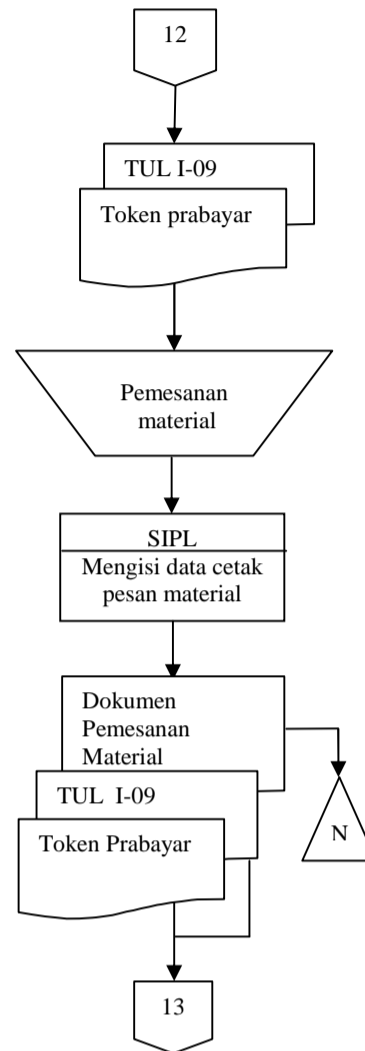 12
TUL I-09
Token prabayar
Pemesanan
material
SIPL
Mengisi data cetak
pesan material
Dokumen
Pemesanan
Material
TUL I-09
Token Prabayar
N
13